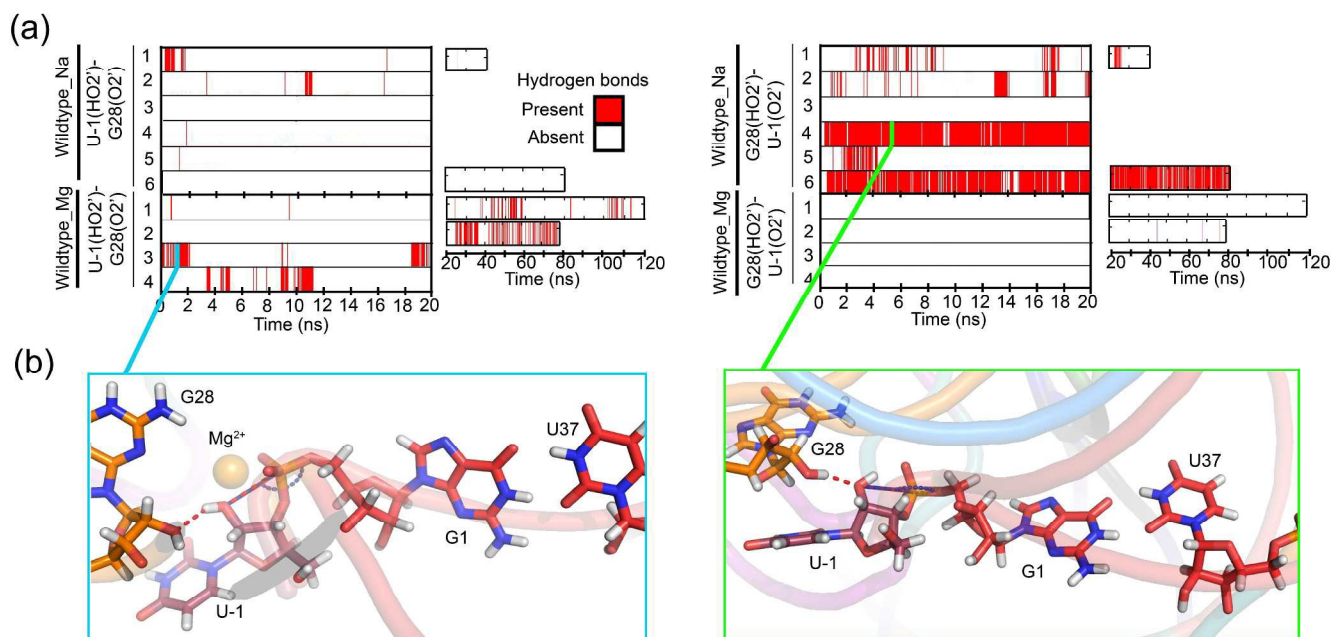 (a)
Wildtype_Na
U-1(HO2')-
G28(O2')
1
2
3
4
5
6
Wildtype_Mg
U-1(HO2')-
G28(O2')
1
2
3
4
0 2 4 6 8 10 12 14 16 18 20
Time (ns)
Hydrogen bonds
Present
Absent
20 40 60 80 100 120
Time (ns)
Wildtype_Na
G28(HO2')-
U-1(O2')
1
2
3
4
5
6
Wildtype_Mg
G28(HO2')-
U-1(O2')
1
2
3
4
0 2 4 6 8 10 12 14 16 18 20
Time (ns)
20 40 60 80 100 120
Time (ns)
(b)
G28
Mg2+
U37
G1
U-1
G28
U37
U-1
G1